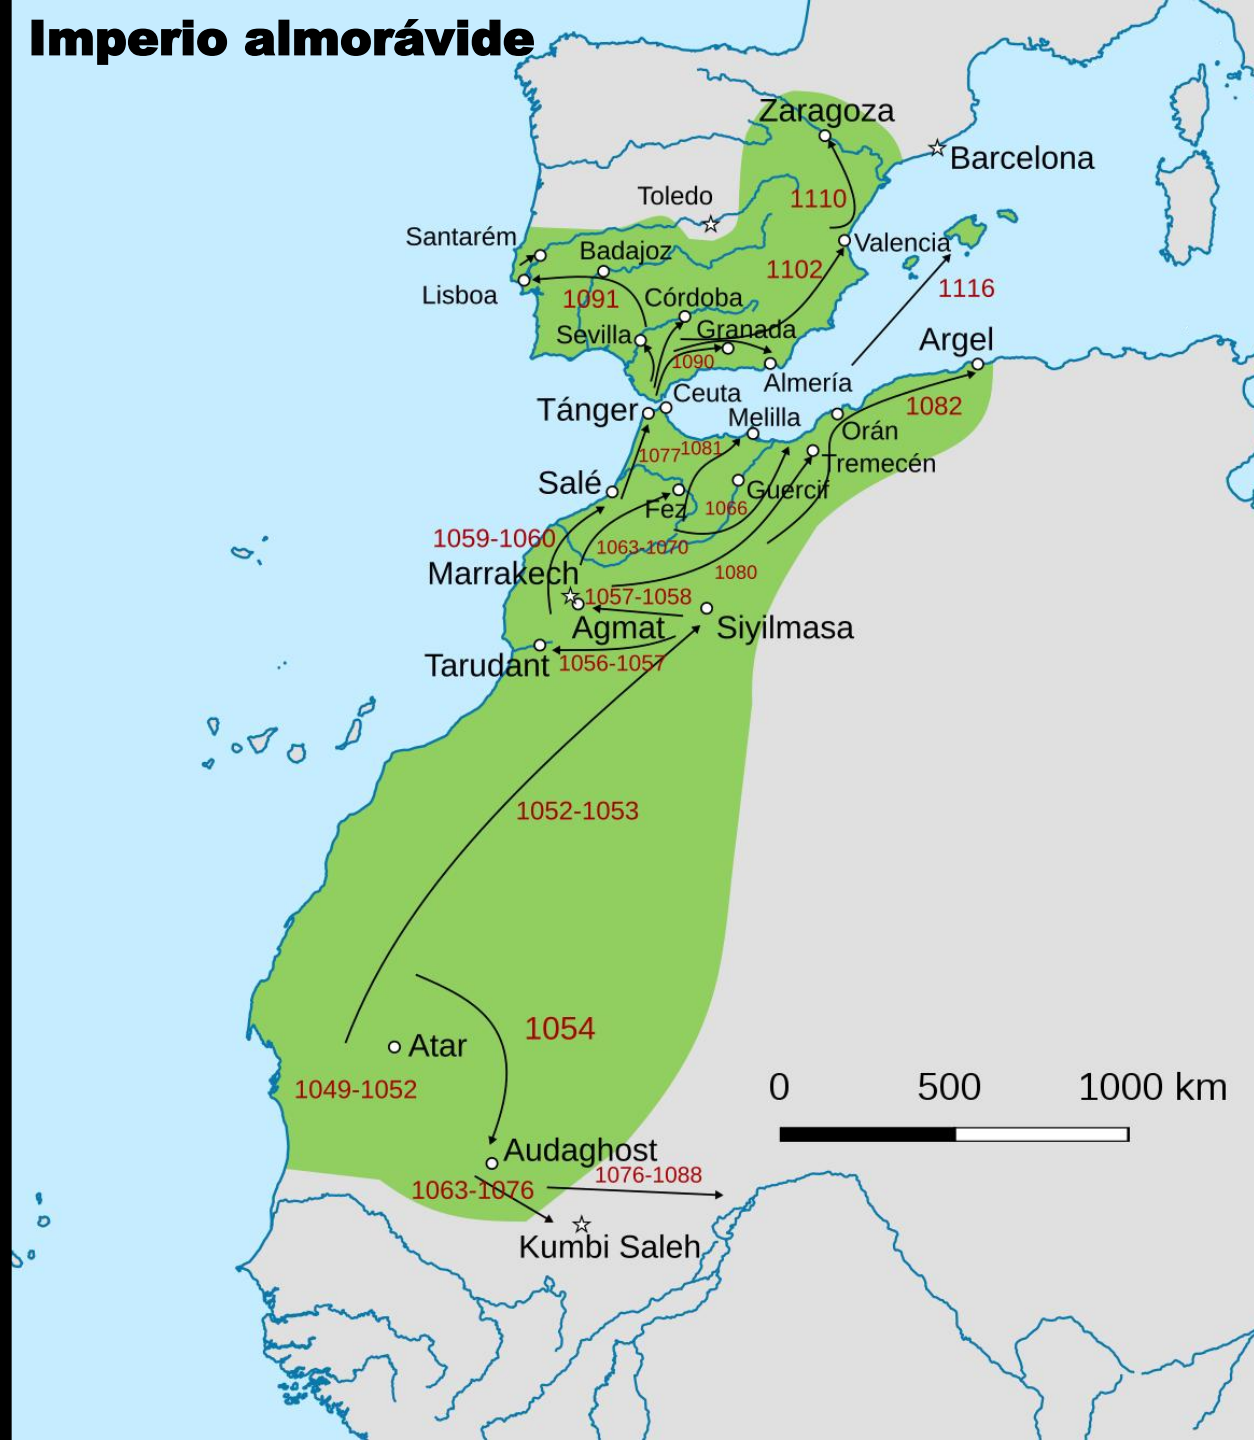 Imperio almorávide
Zaragoza
Barcelona
Toledo
1110
Santarém
Valencia
Badajoz
1102
Lisboa
1091
Córdoba
1116
Sevilla
Granada
Argel
1090
Almería
Ceuta
1082
Tánger
Melilla
Orán
1077
1081
Tremecén
Salé
Guercif
Fez
1066
1059-1060
1063-1070
Marrakech
1080
1057-1058
Agmat
Siyilmasa
Tarudant
1056-1057
1052-1053
1054
Atar
1049-1052
0 500 1000 km
Audaghost
1076-1088
1063-1076
Kumbi Saleh